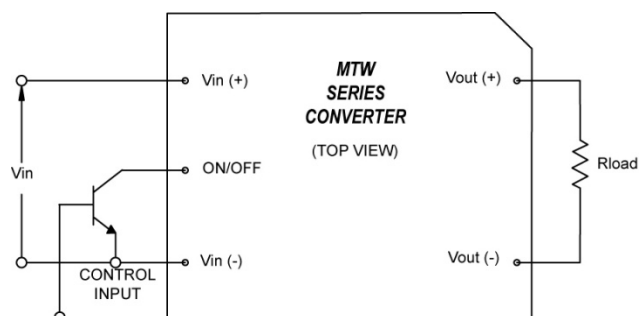 MTW
SERIES
CONVERTER
(TOP VIEW)
Vin (+)
Vout (+)
Vin
ON/OFF
Rload
Vin (-)
Vout (-)
CONTROL
INPUT